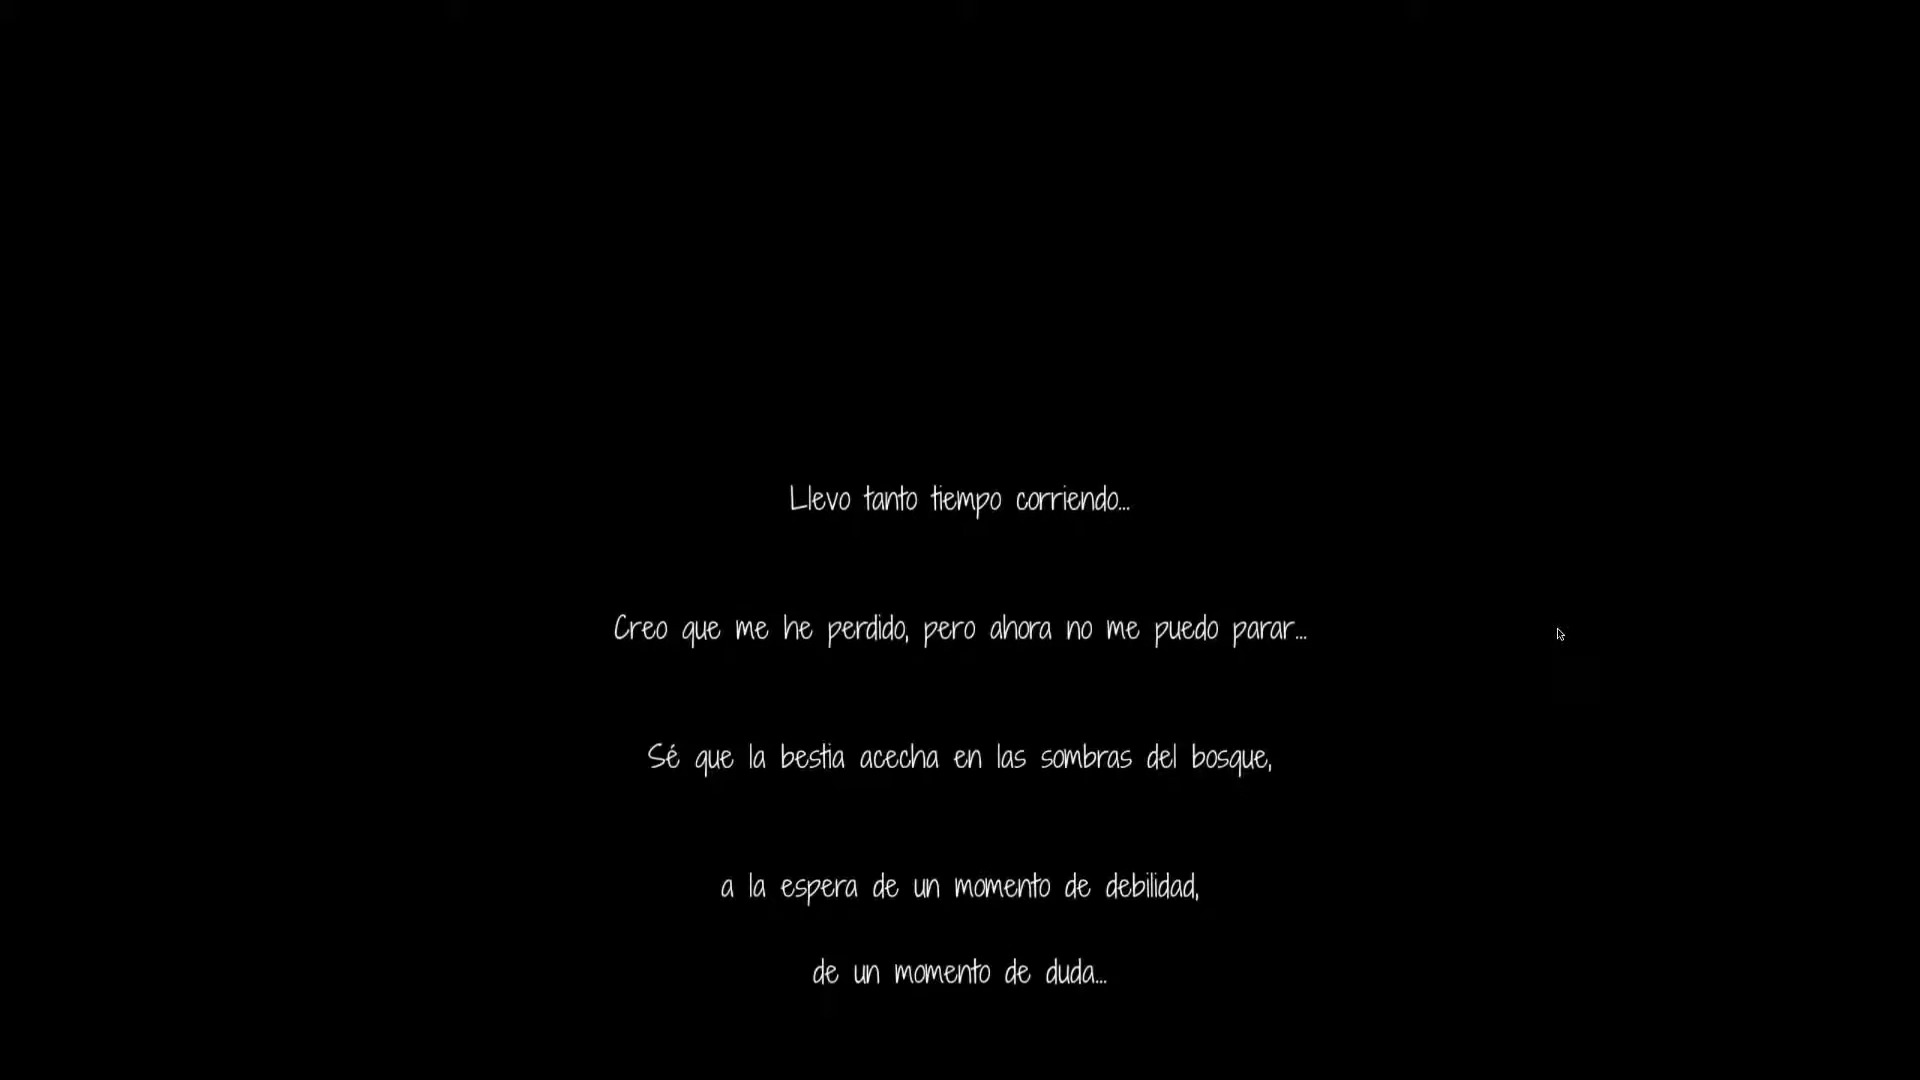 Llevo tanto tiempo corriendo...
Creo que me he perdido, pero ahora no me puedo parar...
Sé que la bestia acecha en las sombras del bosque,
a la espera de un momento de debilidad,
de un momento de duda...